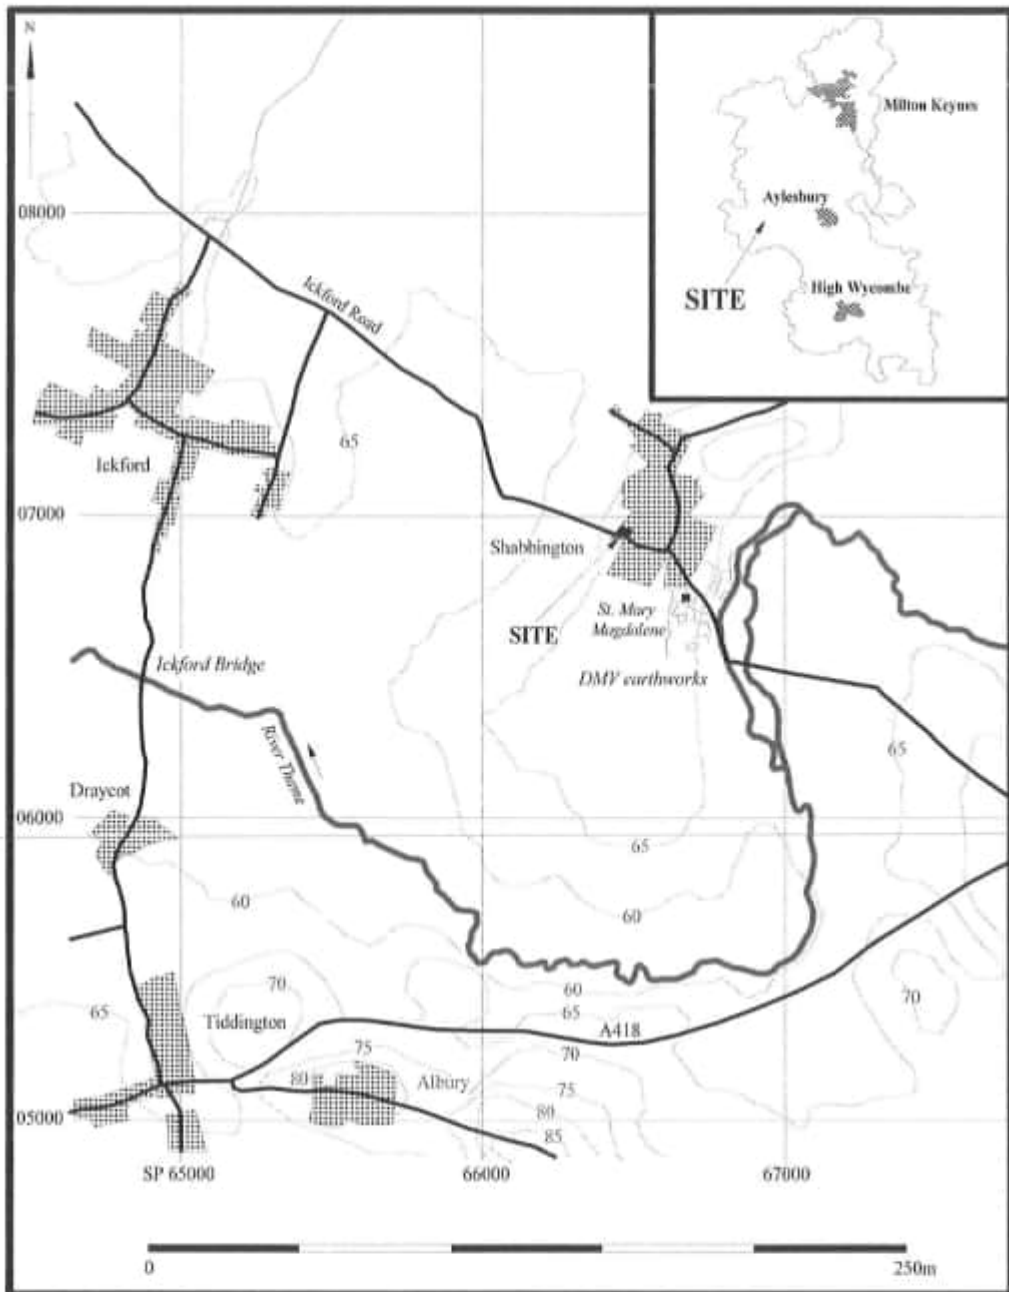 N
Milton Keynes
Aylesbury
SITE
High Wycombe
08000
Ickford Road
65
Ickford
07000
Shabbington
SITE
St. Mary
Magdalene
Ickford Bridge
DMV earthworks
River Thame
65
Draycot
06000
65
60
60
70
60
70
65
65
Tiddington
A418
75
70
80
Albury
75
80
05000
85
SP 65000
66000
67000
0
250m